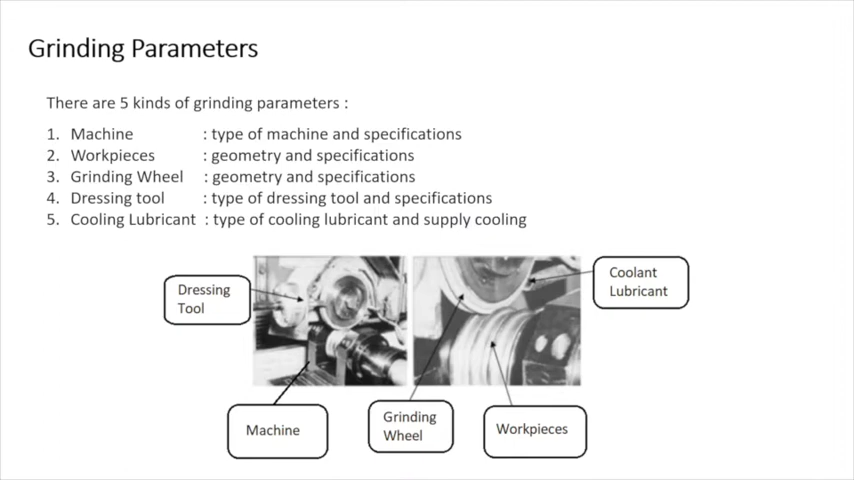 Grinding Parameters
There are 5 kinds of grinding parameters :
1. Machine : type of machine and specifications
2. Workpieces : geometry and specifications
3. Grinding Wheel : geometry and specifications
4. Dressing tool : type of dressing tool and specifications
5. Cooling Lubricant : type of cooling lubricant and supply cooling
Dressing
Tool
Coolant
Lubricant
Machine
Grinding
Wheel
Workpieces